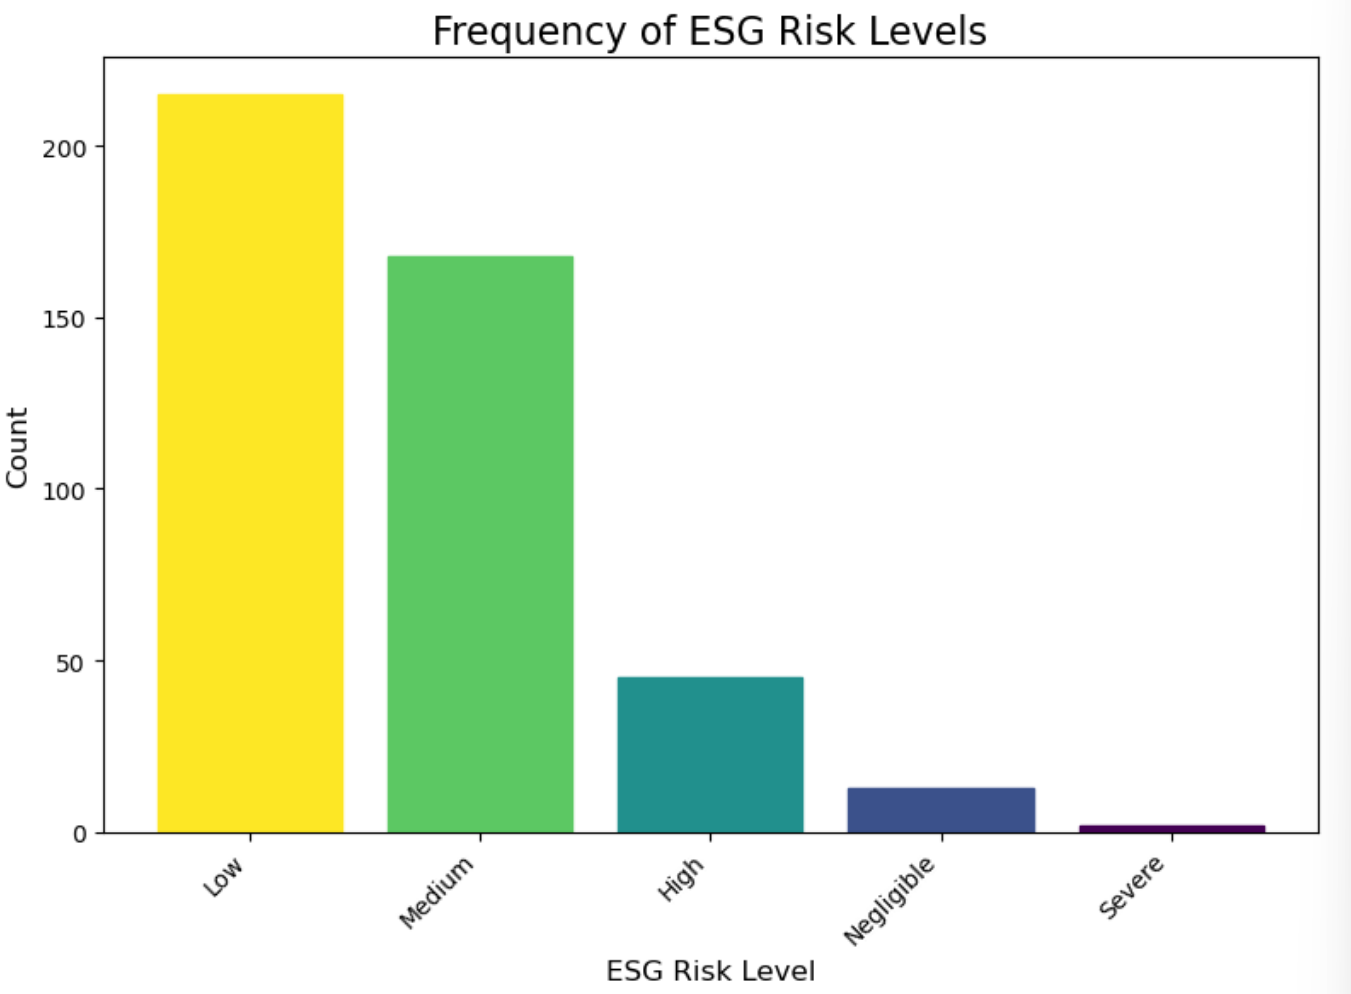 Frequency of ESG Risk Levels
200
150
100
50
0
Count
Low
Medium
High
Negligible
Severe
ESG Risk Level